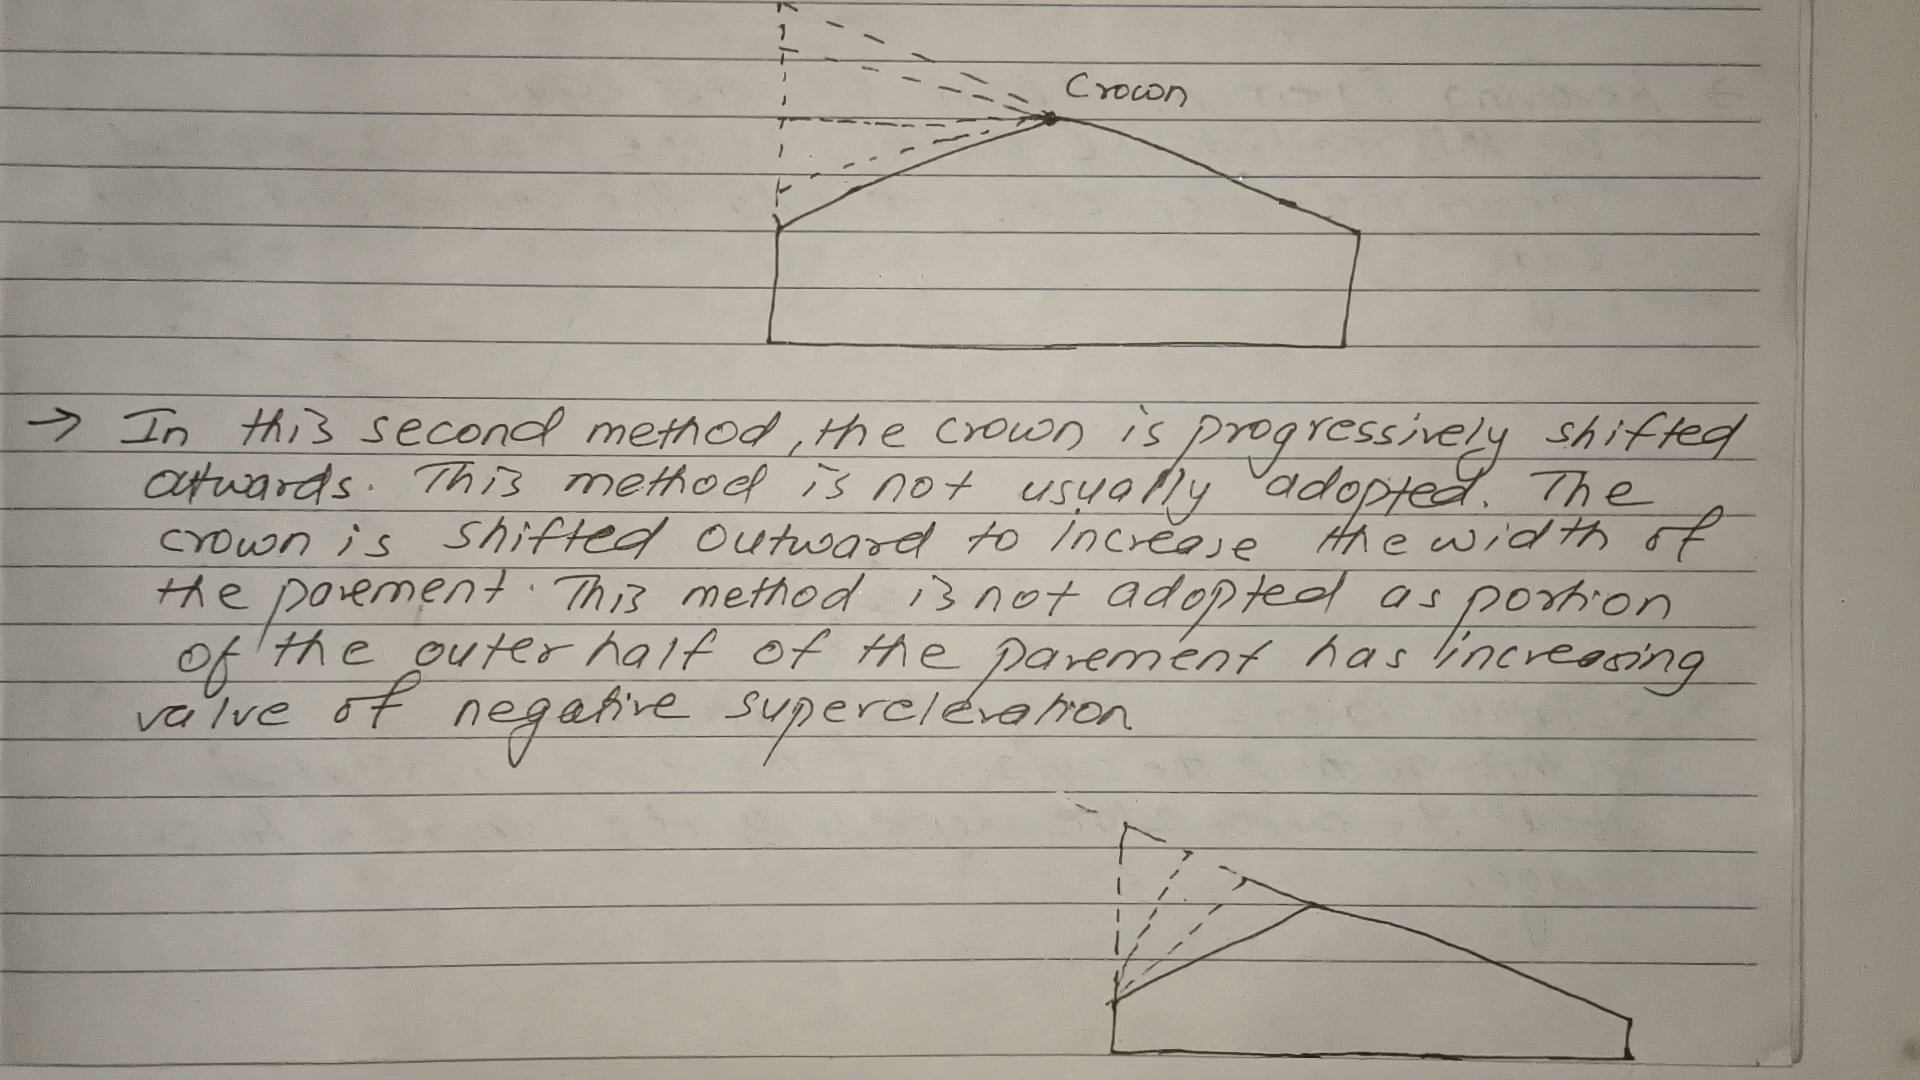 Crown
→ In this second method, the crown is progressively shifted
outwards. This method is not usually adopted. The
crown is shifted outward to increase the width of
the pavement. This method is not adopted as portion
of the outer half of the pavement has increasing
value of negative superelevation